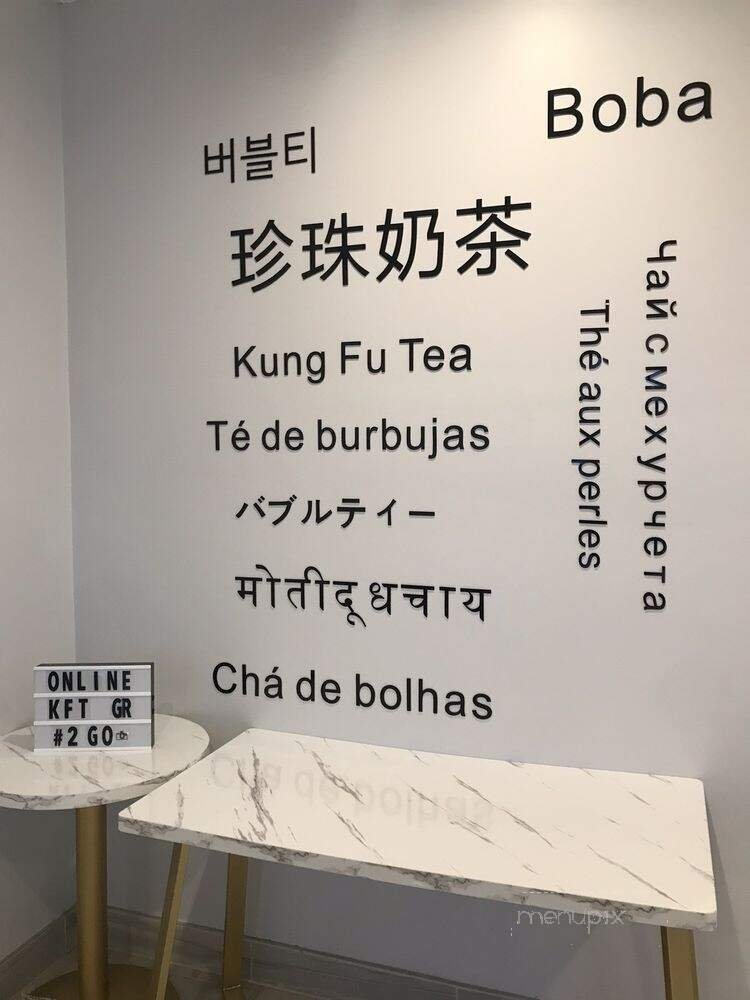 Boba
버블티
珍珠奶茶
Kung Fu Tea
Té de burbujas
バブルティー
मोतीदूधचाय
Chá de bolhas
Thé aux perles
Чай с мехурчета
ONLINE
KFT GR
#2 GO
menupix